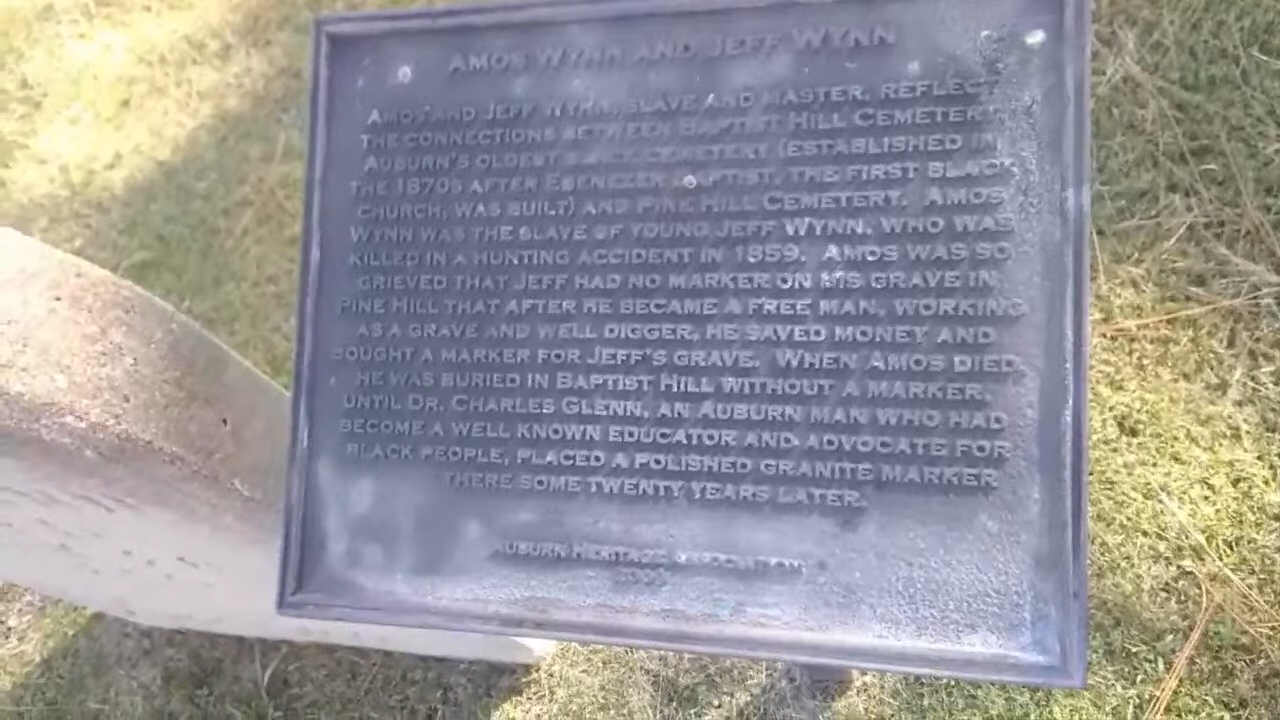 AMOS WYNN AND JEFF WYNN
AMOS AND JEFF WYNN, SLAVE AND MASTER, REFLECT
THE CONNECTIONS BETWEEN BAPTIST HILL CEMETERY
AUBURN'S OLDEST BLACK CEMETERY (ESTABLISHED IN
THE 1870S AFTER EBENEZER BAPTIST, THE FIRST BLACK
CHURCH, WAS BUILT) AND PINE HILL CEMETERY. AMOS
WYNN WAS THE SLAVE OF YOUNG JEFF WYNN, WHO WAS
KILLED IN A HUNTING ACCIDENT IN 1859. AMOS WAS SO
GRIEVED THAT JEFF HAD NO MARKER ON HIS GRAVE IN
PINE HILL THAT AFTER HE BECAME A FREE MAN, WORKING
AS A GRAVE AND WELL DIGGER, HE SAVED MONEY AND
BOUGHT A MARKER FOR JEFF'S GRAVE. WHEN AMOS DIED
HE WAS BURIED IN BAPTIST HILL WITHOUT A MARKER,
UNTIL DR. CHARLES GLENN, AN AUBURN MAN WHO HAD
BECOME A WELL KNOWN EDUCATOR AND ADVOCATE FOR
BLACK PEOPLE, PLACED A POLISHED GRANITE MARKER
THERE SOME TWENTY YEARS LATER.
AUBURN HERITAGE ASSOCIATION